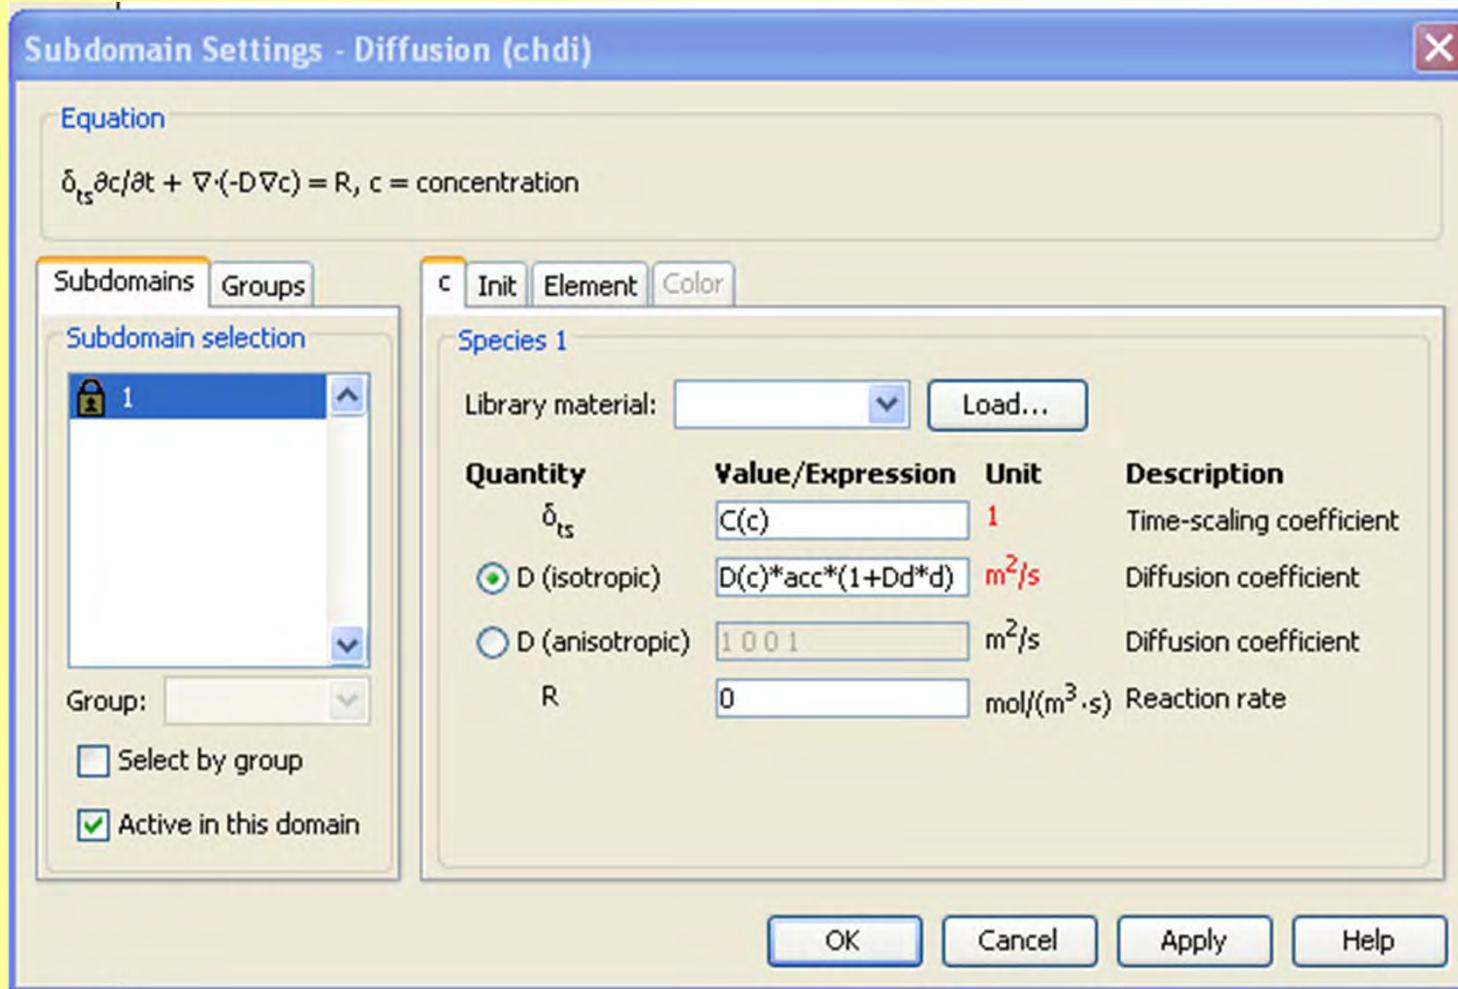 Subdomain Settings - Diffusion (chdi)
Equation
δts∂c/∂t + ∇·(-D∇c) = R, c = concentration
Subdomains Groups
Subdomain selection
1
Group:
Select by group
Active in this domain
c Init Element Color
Species 1
Library material: Load...
Quantity Value/Expression Unit Description
δts C(c) 1 Time-scaling coefficient
D (isotropic) D(c)*acc*(1+Dd*d) m²/s Diffusion coefficient
D (anisotropic) 1 0 0 1 m²/s Diffusion coefficient
R 0 mol/(m³·s) Reaction rate
OK Cancel Apply Help